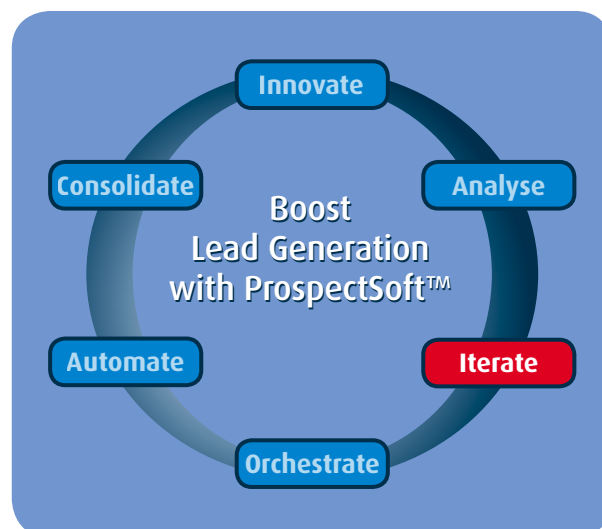 Innovate
Consolidate
Analyse
Boost
Lead Generation
with ProspectSoft™
Automate
Iterate
Orchestrate